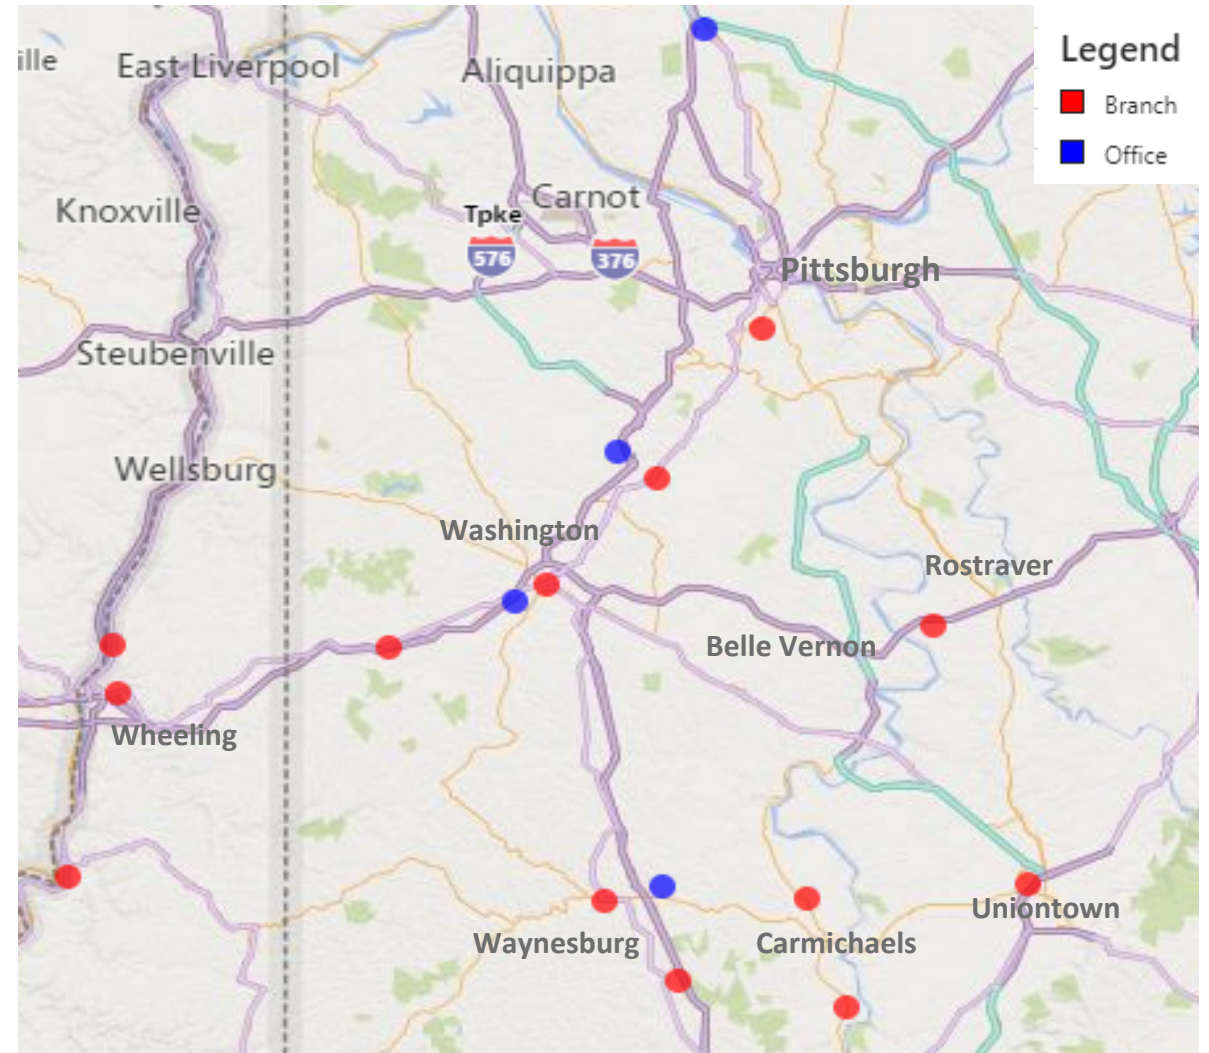 Legend
Branch
Office
ille
East Liverpool
Aliquippa
Knoxville
Carnot
Tpke
576
376
Pittsburgh
Steubenville
Wellsburg
Washington
Rostraver
Belle Vernon
Wheeling
Uniontown
Waynesburg
Carmichaels